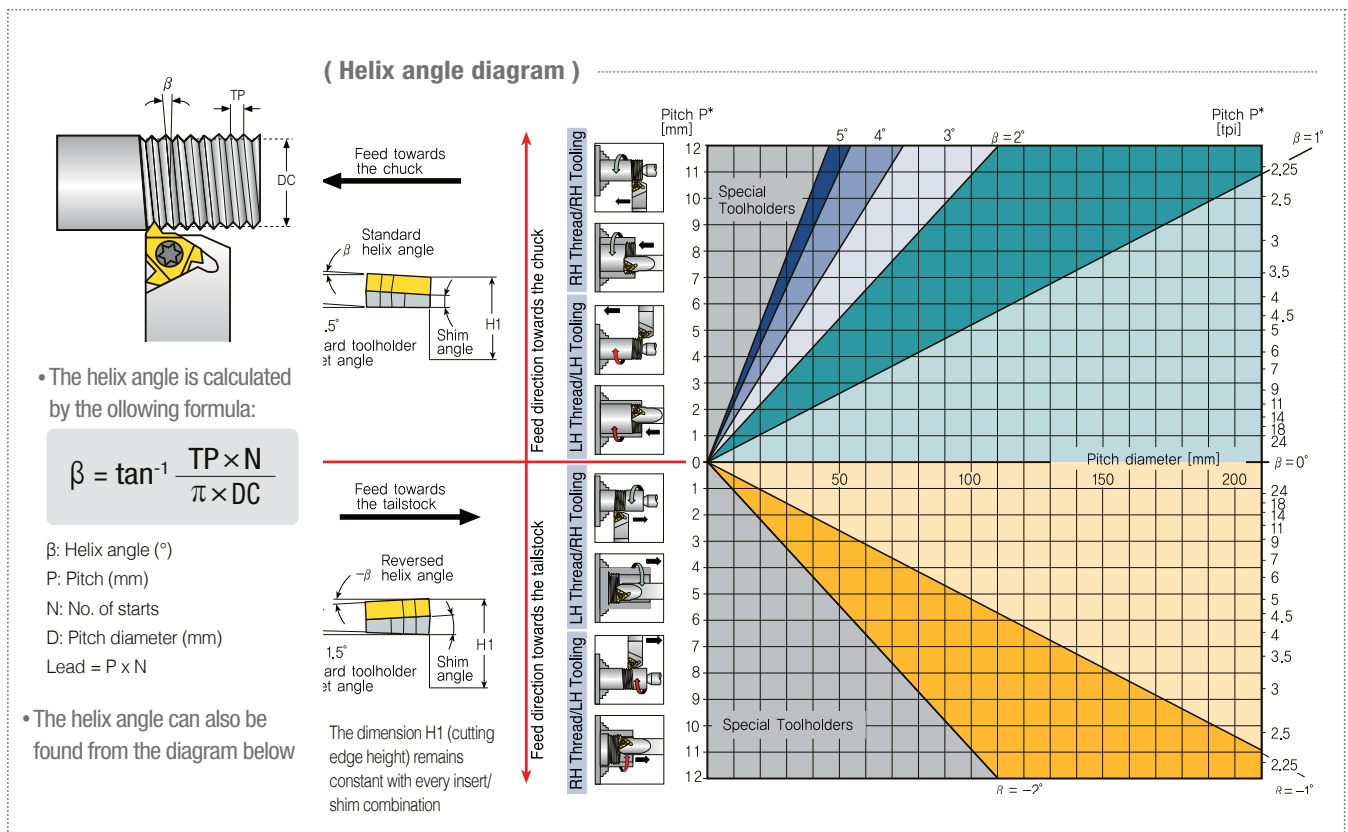 ( Helix angle diagram )
β
TP
DC
• The helix angle is calculated
by the ollowing formula:
β = tan⁻¹ TP×N
π×DC
β: Helix angle (°)
P: Pitch (mm)
N: No. of starts
D: Pitch diameter (mm)
Lead = P x N
• The helix angle can also be
found from the diagram below
Feed towards
the chuck
Standard
helix angle
β
H1
Shim
angle
.5°
ard toolholder
et angle
Feed towards
the tailstock
Reversed
helix angle
-β
H1
Shim
angle
1.5°
ard toolholder
et angle
The dimension H1 (cutting
edge height) remains
constant with every insert/
shim combination
Feed direction towards the chuck
Feed direction towards the tailstock
RH Thread/RH Tooling
LH Thread/LH Tooling
LH Thread/RH Tooling
RH Thread/LH Tooling
Pitch P*
[mm]
5° 4° 3° β=2°
Pitch P*
[tpi]
β=1°
12
11
10
9
8
7
6
5
4
3
2
1
0
1
2
3
4
5
6
7
8
9
10
11
12
Special
Toolholders
Pitch diameter [mm]
50 100 150 200
Special Toolholders
2,25
2,5
3
3,5
4
4.5
5
6
7
9
11
14
18
24
β=0°
24
18
14
11
9
7
6
5
4.5
4
3.5
3
2,5
2.25
β=-1°
β = -2°